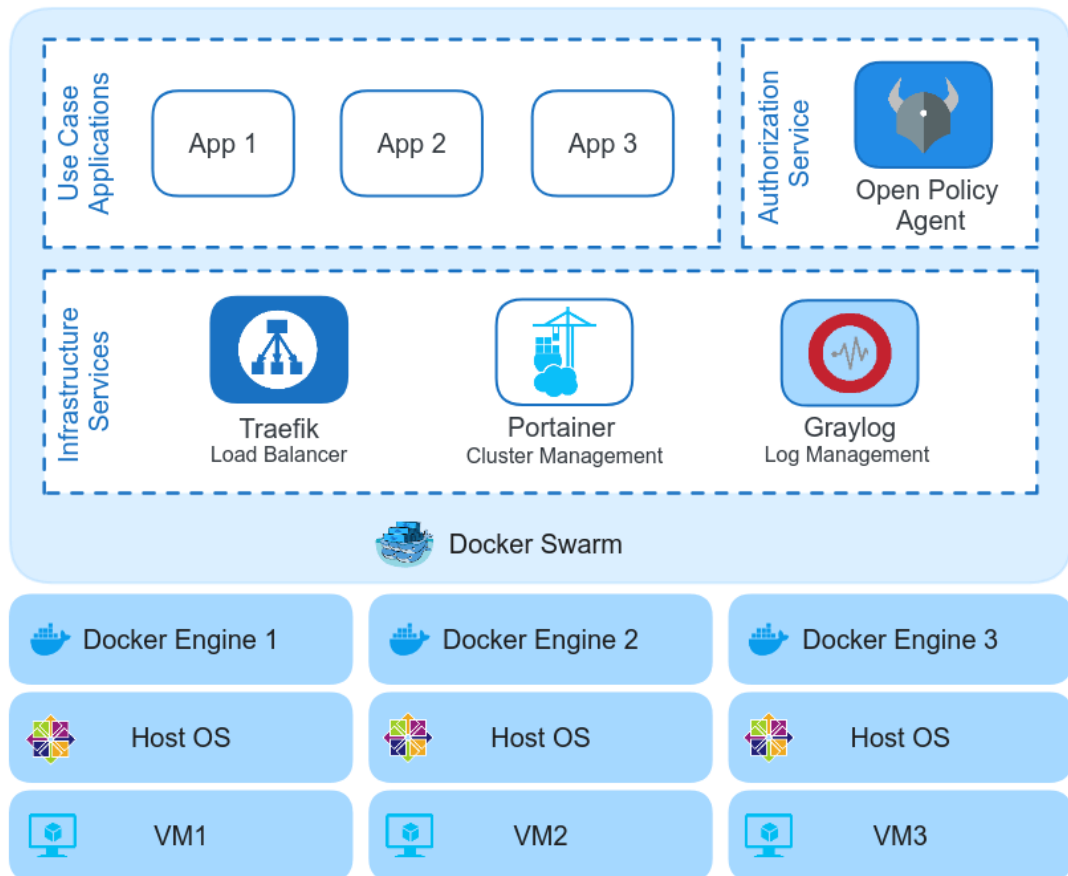 Use Case
Applications
App 1
App 2
App 3
Authorization
Service
Open Policy
Agent
Infrastructure
Services
Traefik
Load Balancer
Portainer
Cluster Management
Graylog
Log Management
Docker Swarm
Docker Engine 1
Docker Engine 2
Docker Engine 3
Host OS
Host OS
Host OS
VM1
VM2
VM3